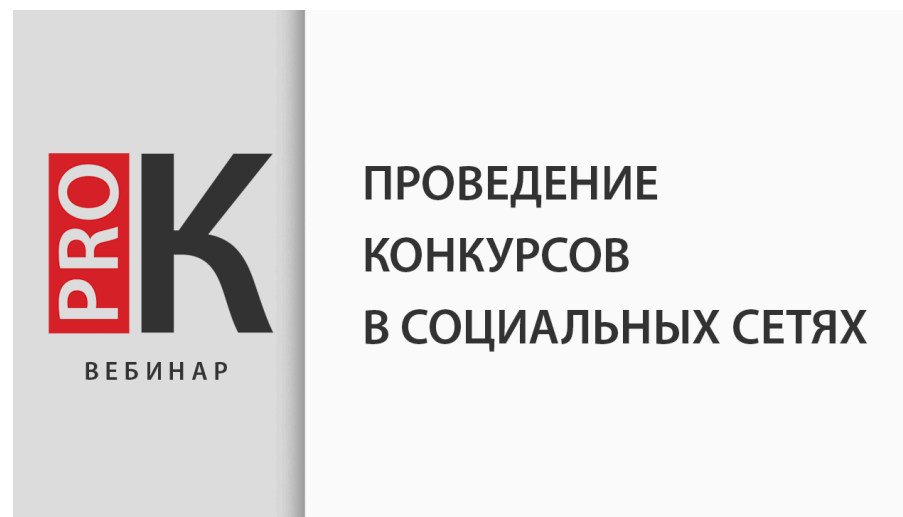 PRO
К
ВЕБИНАР
ПРОВЕДЕНИЕ
КОНКУРСОВ
В СОЦИАЛЬНЫХ СЕТЯХ